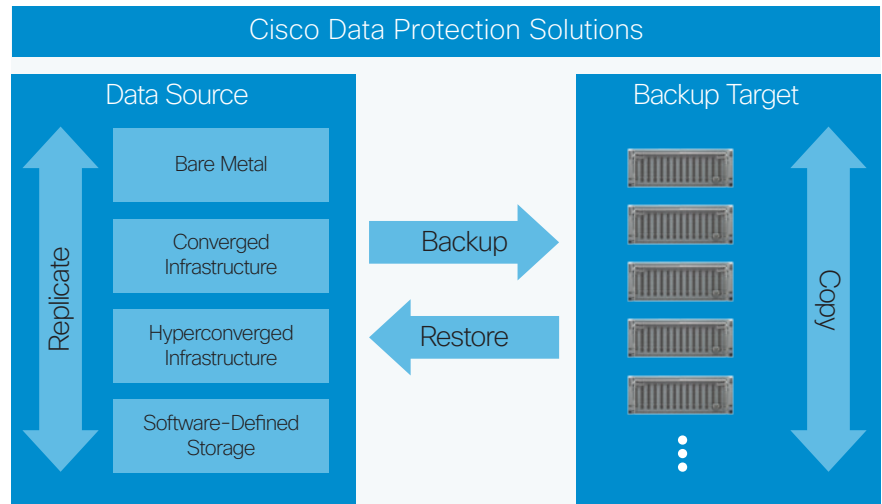 Cisco Data Protection Solutions
Data Source
Replicate
Bare Metal
Converged
Infrastructure
Hyperconverged
Infrastructure
Software-Defined
Storage
Backup
Restore
Backup Target
Copy